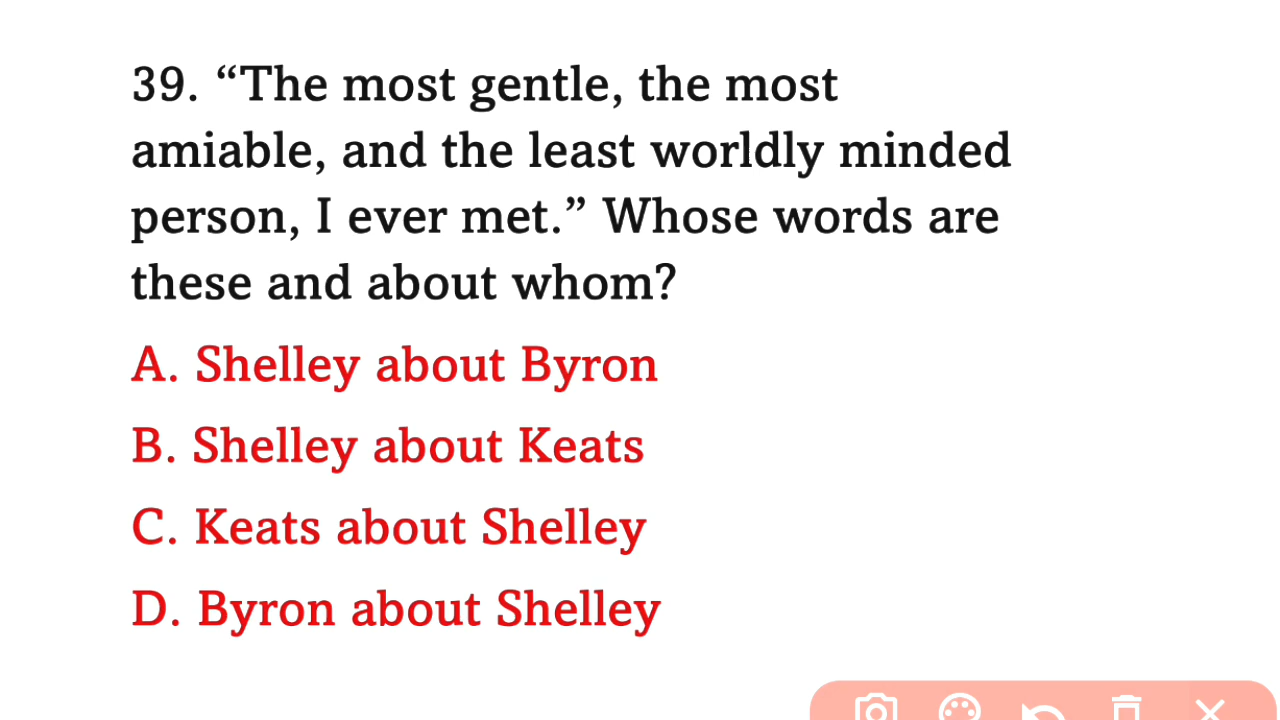 39. “The most gentle, the most
amiable, and the least worldly minded
person, I ever met.” Whose words are
these and about whom?
A. Shelley about Byron
B. Shelley about Keats
C. Keats about Shelley
D. Byron about Shelley